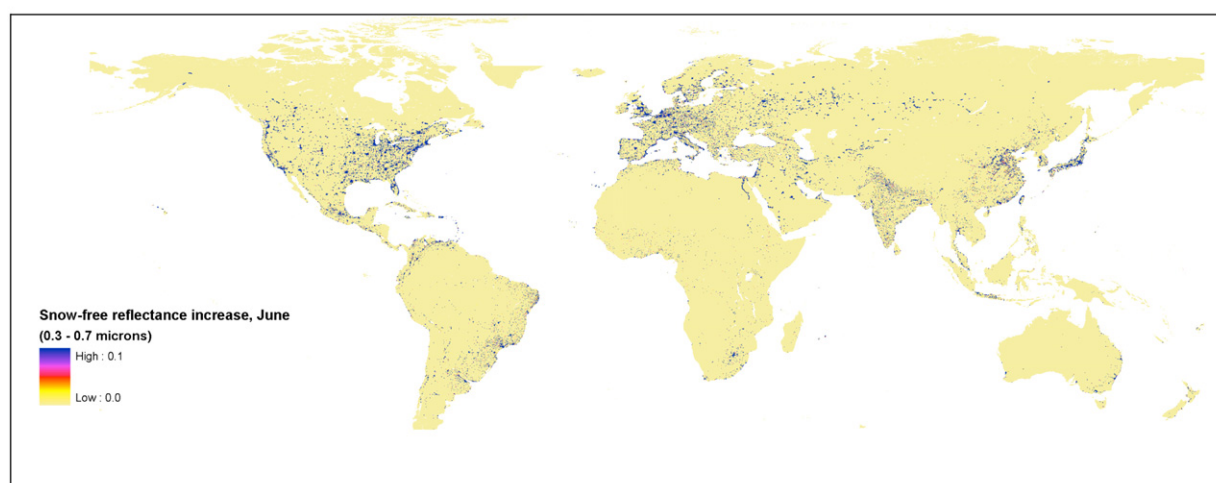 Snow-free reflectance increase, June
(0.3 - 0.7 microns)
High : 0.1
Low : 0.0